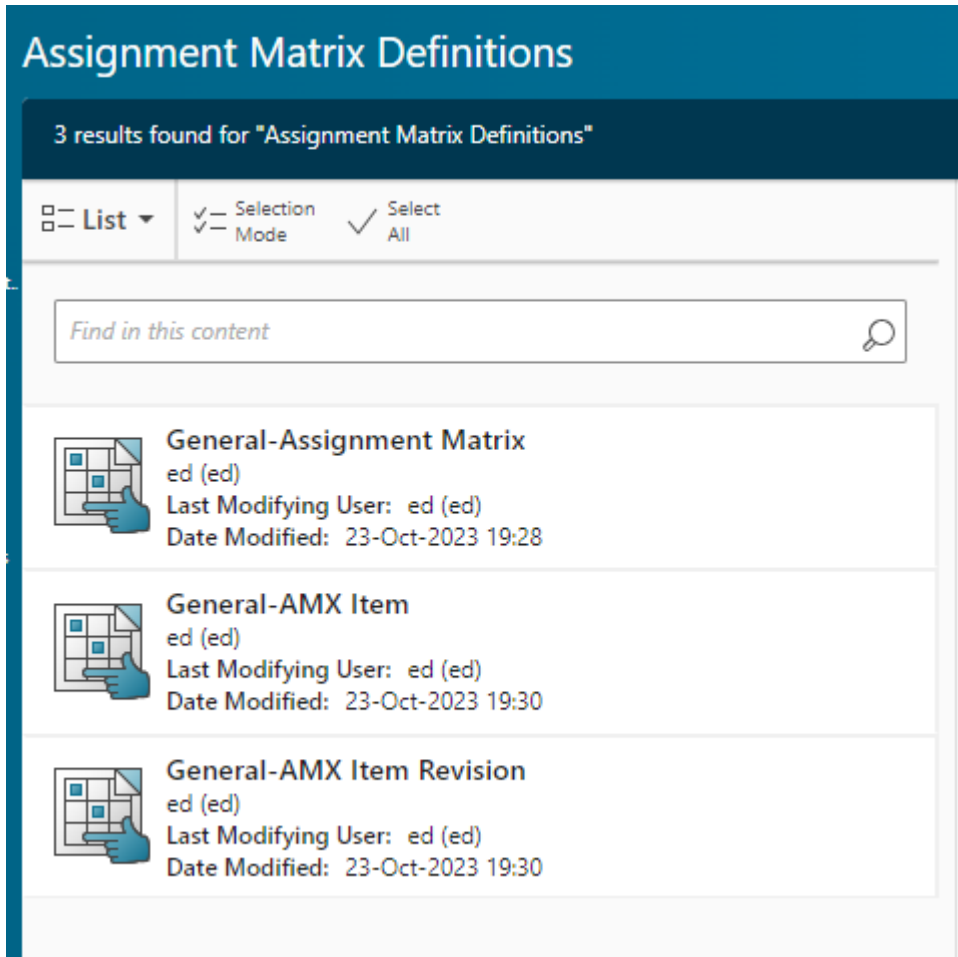 Assignment Matrix Definitions
3 results found for "Assignment Matrix Definitions"
List
Selection
Mode
Select
All
Find in this content
General-Assignment Matrix
ed (ed)
Last Modifying User: ed (ed)
Date Modified: 23-Oct-2023 19:28
General-AMX Item
ed (ed)
Last Modifying User: ed (ed)
Date Modified: 23-Oct-2023 19:30
General-AMX Item Revision
ed (ed)
Last Modifying User: ed (ed)
Date Modified: 23-Oct-2023 19:30